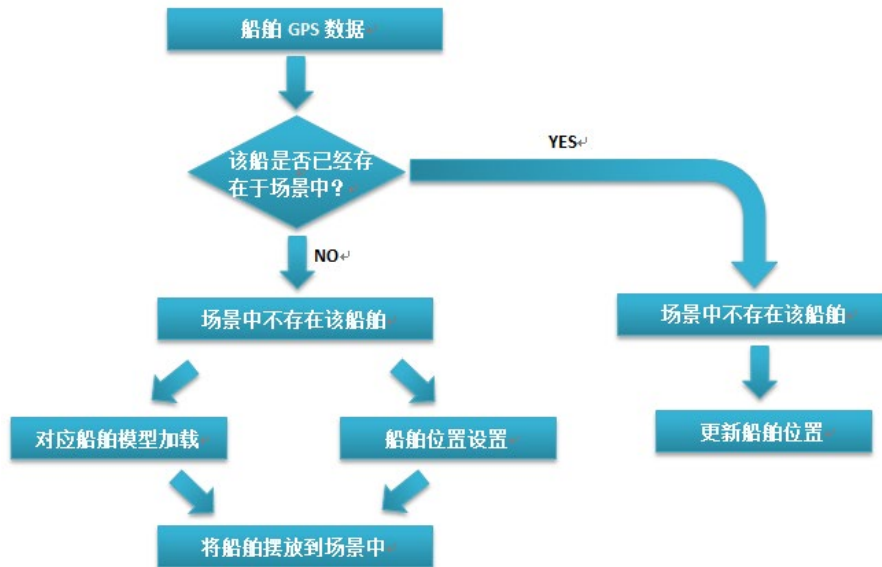 船舶 GPS 数据
该船是否已经存
在于场景中？
YES
NO
场景中不存在该船舶
场景中不存在该船舶
对应船舶模型加载
船舶位置设置
更新船舶位置
将船舶摆放到场景中